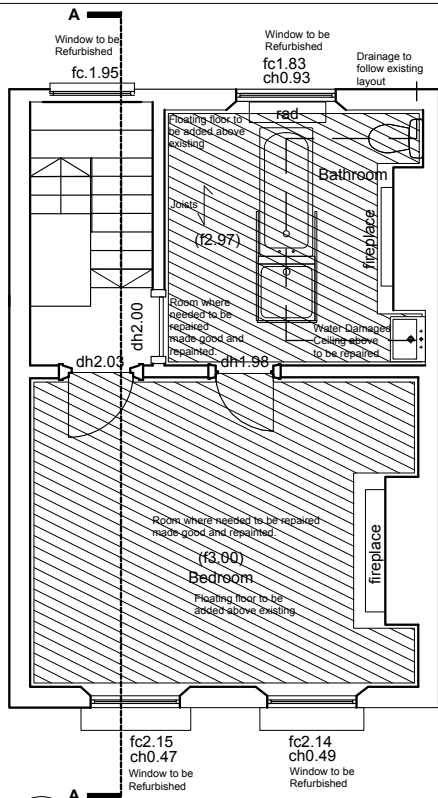 A
Window to be
Refurbished
fc.1.95
Window to be
Refurbished
fc1.83
ch0.93
Drainage to
follow existing
layout
rad
Floating floor to
be added above
existing
Bathroom
Joists
(f2.97)
fireplace
dh2.00
Room where
needed to be
repaired
made good and
repainted.
Water Damaged
Ceiling above
to be repaired
dh2.03
dh1.98
Room where needed to be repaired
made good and repainted.
(f3.00)
Bedroom
Floating floor to be
added above existing
fireplace
fc2.15
ch0.47
Window to be
Refurbished
fc2.14
ch0.49
Window to be
Refurbished
A